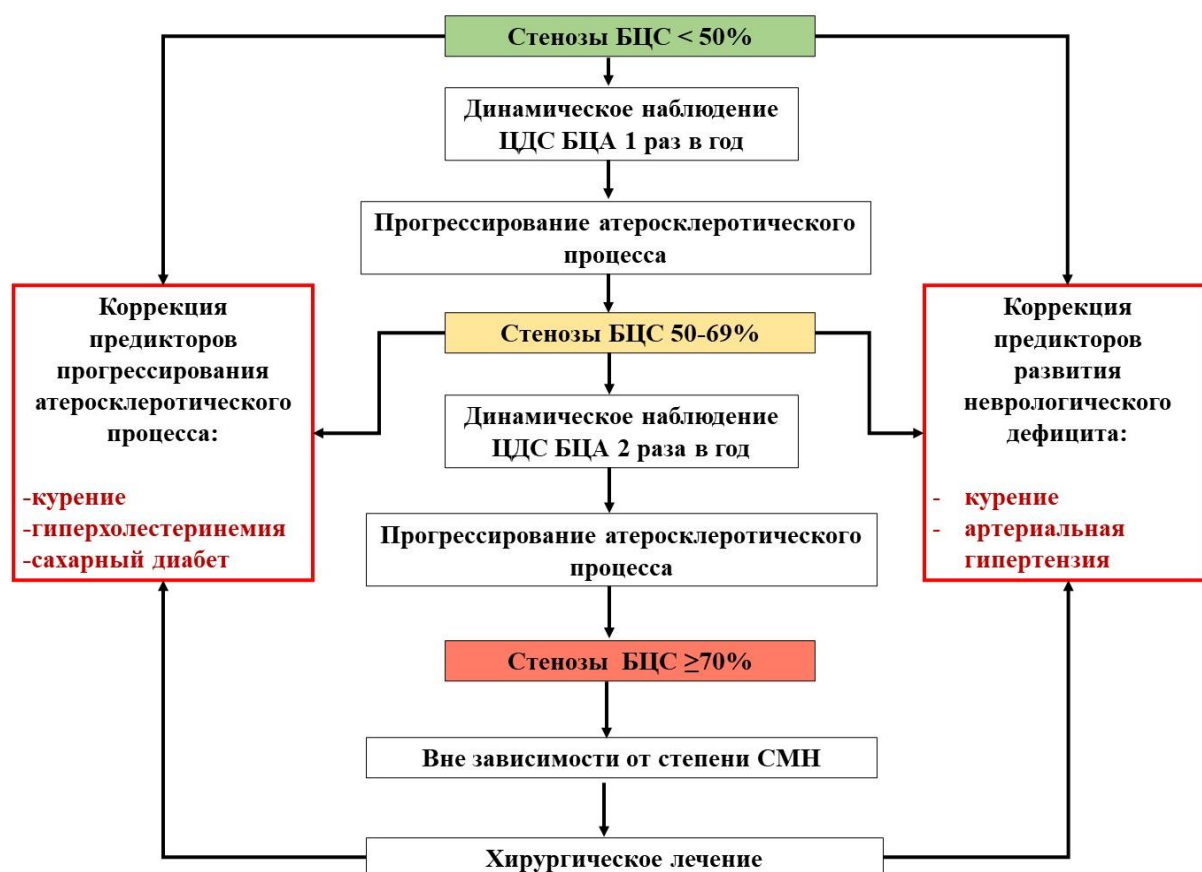 Стенозы БЦС < 50%
Динамическое наблюдение
ЦДС БЦА 1 раз в год
Прогрессирование атеросклеротического
процесса
Коррекция
предикторов
прогрессирования
атеросклеротического
процесса:
-курение
-гиперхолестеринемия
-сахарный диабет
Стенозы БЦС 50-69%
Динамическое наблюдение
ЦДС БЦА 2 раза в год
Прогрессирование атеросклеротического
процесса
Коррекция
предикторов
развития
неврологического
дефицита:
- курение
- артериальная
гипертензия
Стенозы БЦС ≥70%
Вне зависимости от степени СМН
Хирургическое лечение